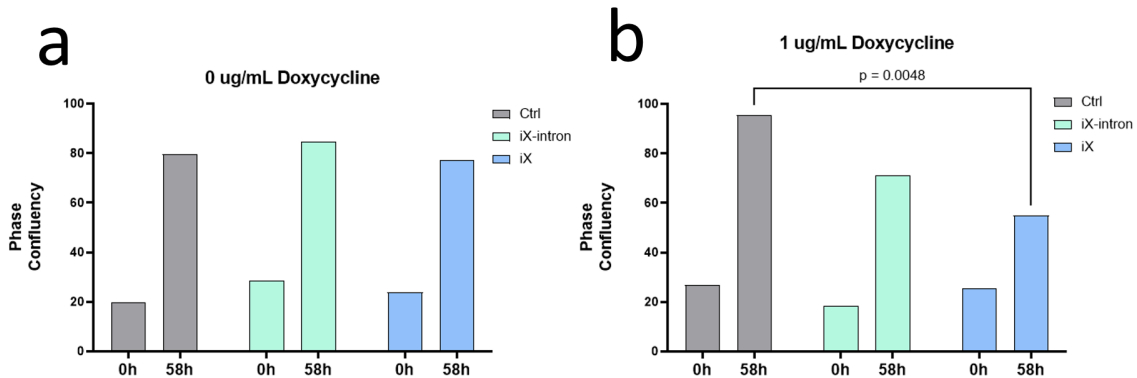 a
0 ug/mL Doxycycline
Phase
Confluency
100
80
60
40
20
0
0h 58h 0h 58h 0h 58h
Ctrl
iX-intron
iX
b
1 ug/mL Doxycycline
p = 0.0048
Phase
Confluency
100
80
60
40
20
0
0h 58h 0h 58h 0h 58h
Ctrl
iX-intron
iX